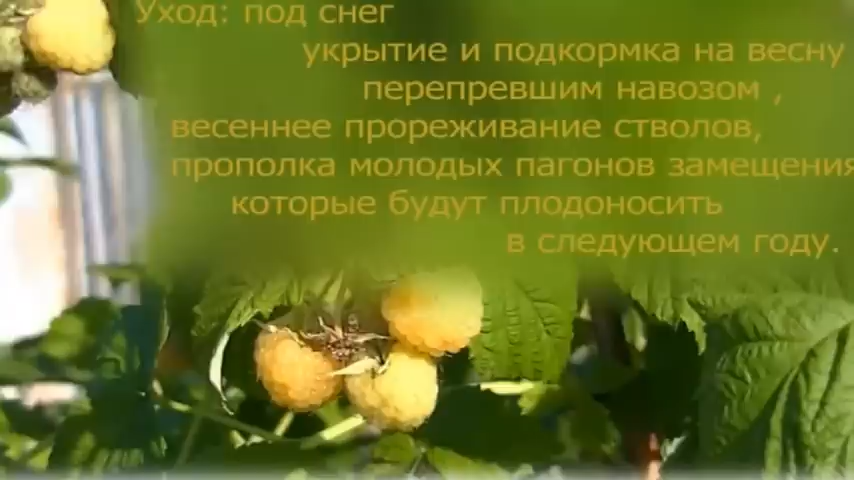 Уход: под снег
укрытие и подкормка на весну
перепревшим навозом ,
весеннее прореживание стволов,
прополка молодых пагонов замещения
которые будут плодоносить
в следующем году.